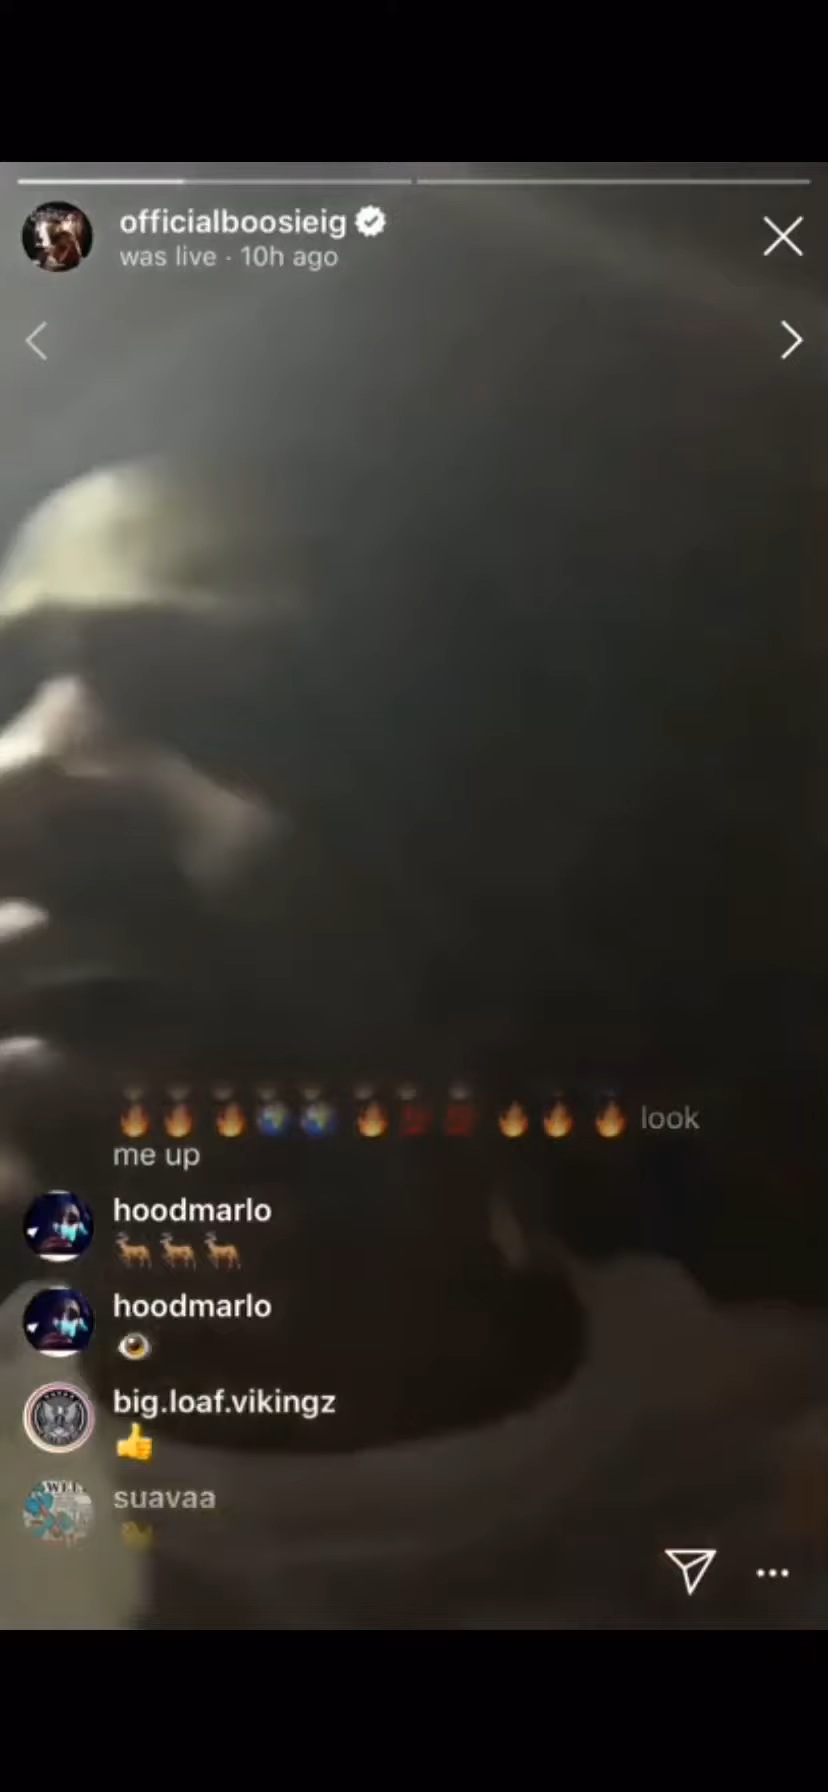 officialboosieig
was live · 10h ago
🔥🔥🔥🌍🌍🔥💯💯🔥🔥🔥 look
me up
hoodmarlo
🦌🦌🦌
hoodmarlo
👁️
big.loaf.vikingz
👍
suavaa